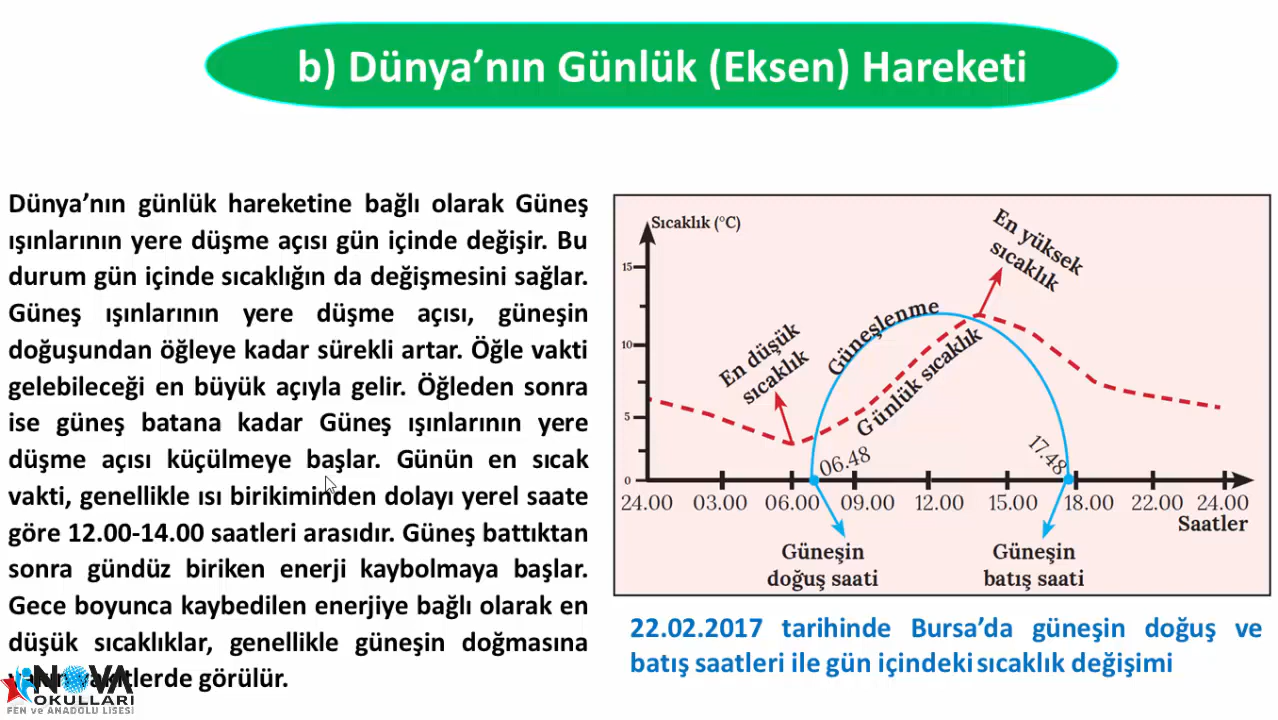 b) Dünya’nın Günlük (Eksen) Hareketi
Dünya’nın günlük hareketine bağlı olarak Güneş
ışınlarının yere düşme açısı gün içinde değişir. Bu
durum gün içinde sıcaklığın da değişmesini sağlar.
Güneş ışınlarının yere düşme açısı, güneşin
doğuşundan öğleye kadar sürekli artar. Öğle vakti
gelebileceği en büyük açıyla gelir. Öğleden sonra
ise güneş batana kadar Güneş ışınlarının yere
düşme açısı küçülmeye başlar. Günün en sıcak
vakti, genellikle ısı birikiminden dolayı yerel saate
göre 12.00-14.00 saatleri arasıdır. Güneş battıktan
sonra gündüz biriken enerji kaybolmaya başlar.
Gece boyunca kaybedilen enerjiye bağlı olarak en
düşük sıcaklıklar, genellikle güneşin doğmasına
görülür.
NOVA
OKULLARI
FEN ve ANADOLU LİSESİ
Sıcaklık (°C)
15
10
5
0
En düşük
sıcaklık
Güneşlenme
Günlük sıcaklık
En yüksek
sıcaklık
06.48
17.48
24.00 03.00 06.00 09.00 12.00 15.00 18.00 22.00 24.00
Saatler
Güneşin
doğuş saati
Güneşin
batış saati
22.02.2017 tarihinde Bursa’da güneşin doğuş ve
batış saatleri ile gün içindeki sıcaklık değişimi